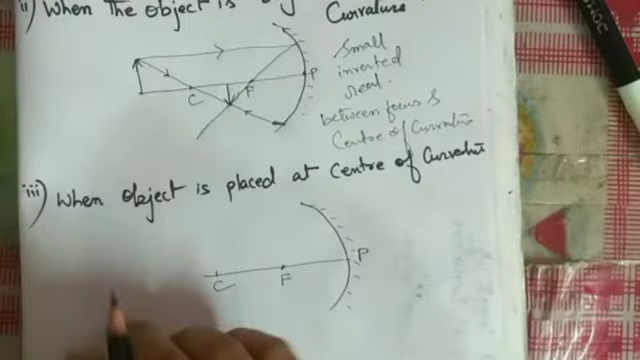 ii) When the object is
Curvature
Small
inverted
real.
between focus &
Centre of Curvature
C
F
P
iii) When object is placed at centre of Curvature
C
F
P